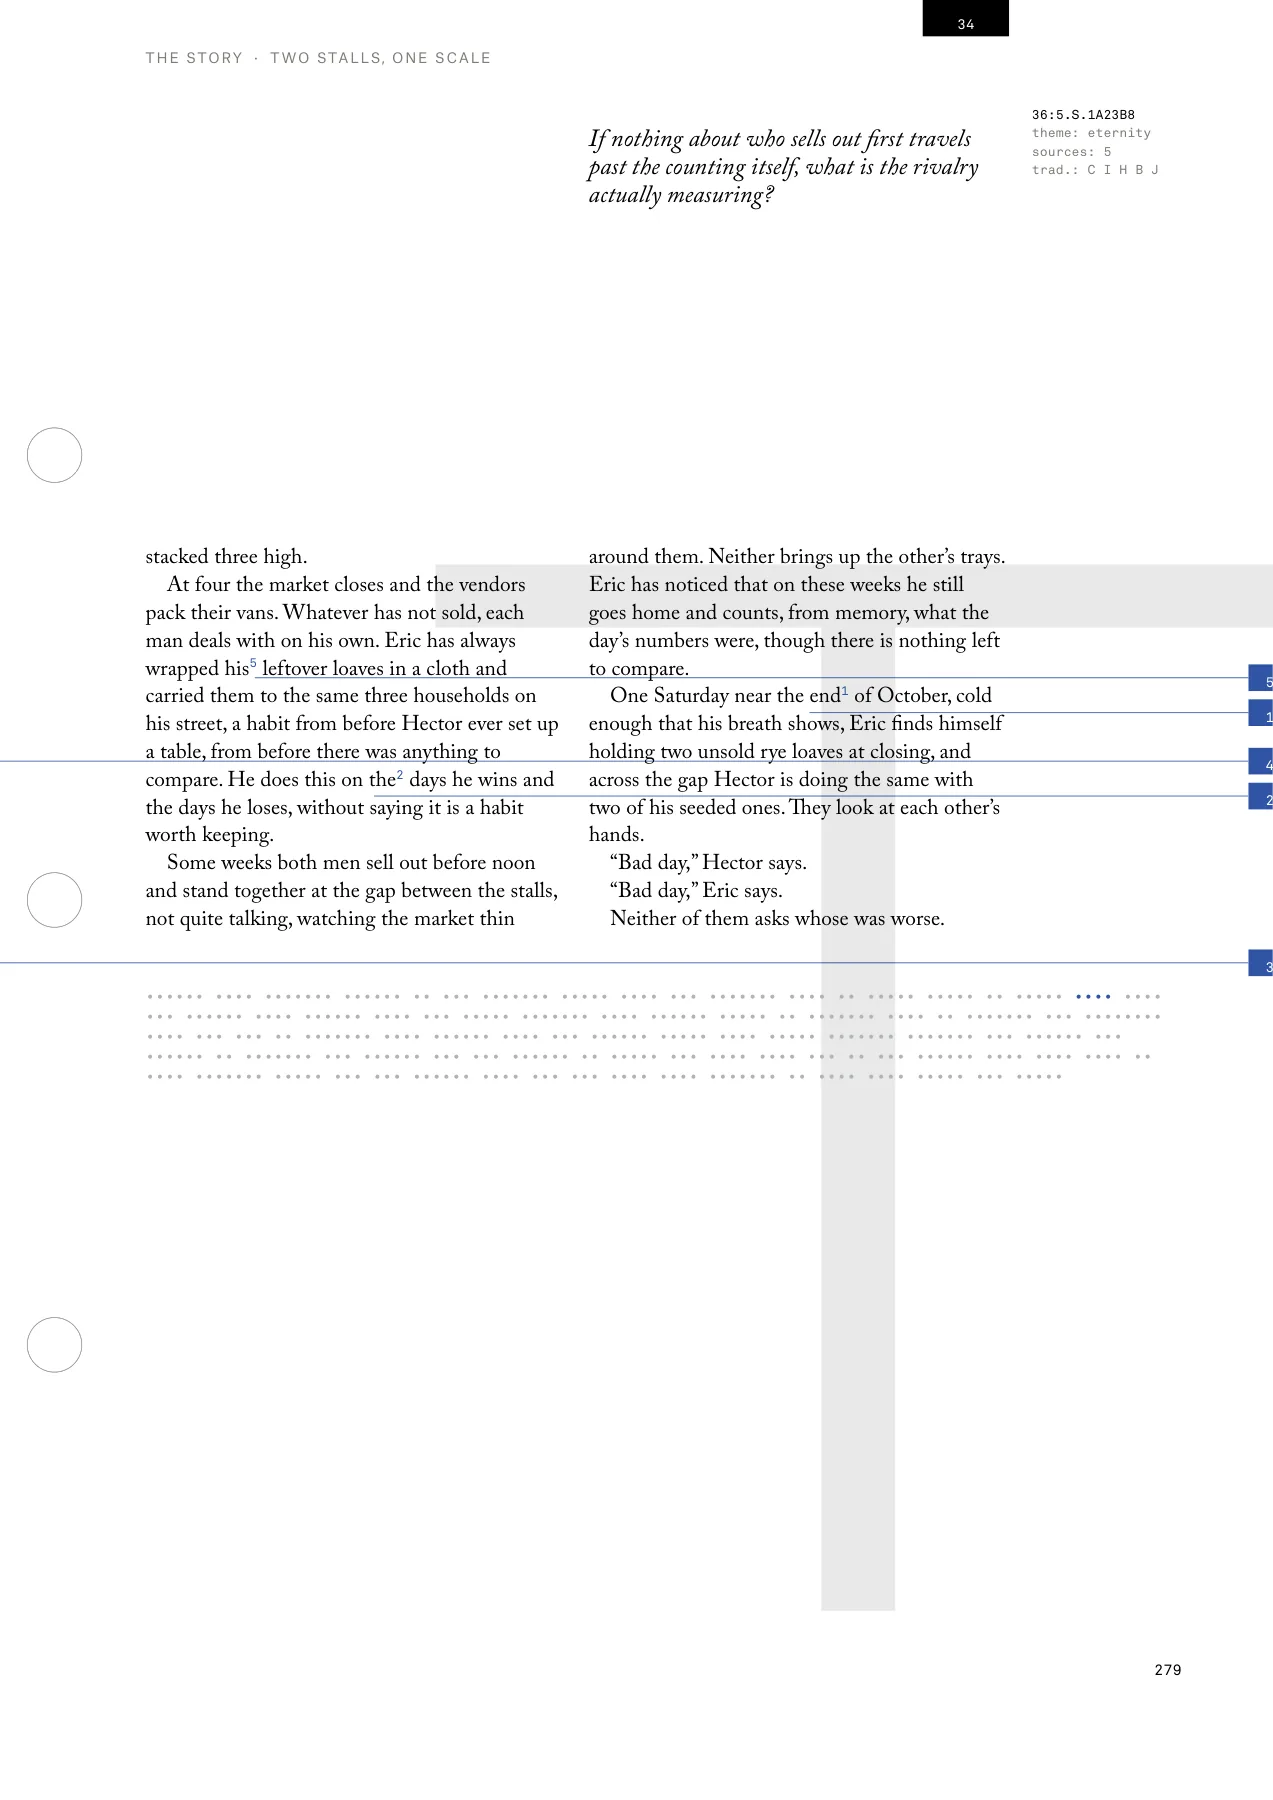 34
THE STORY · TWO STALLS, ONE SCALE
If nothing about who sells out first travels
past the counting itself, what is the rivalry
actually measuring?
36:5.S.1A23B8
theme: eternity
sources: 5
trad.: C I H B J
stacked three high.
At four the market closes and the vendors
pack their vans. Whatever has not sold, each
man deals with on his own. Eric has always
wrapped his5 leftover loaves in a cloth and
carried them to the same three households on
his street, a habit from before Hector ever set up
a table, from before there was anything to
compare. He does this on the2 days he wins and
the days he loses, without saying it is a habit
worth keeping.
Some weeks both men sell out before noon
and stand together at the gap between the stalls,
not quite talking, watching the market thin
around them. Neither brings up the other’s trays.
Eric has noticed that on these weeks he still
goes home and counts, from memory, what the
day’s numbers were, though there is nothing left
to compare.
One Saturday near the end1 of October, cold
enough that his breath shows, Eric finds himself
holding two unsold rye loaves at closing, and
across the gap Hector is doing the same with
two of his seeded ones. They look at each other’s
hands.
“Bad day,” Hector says.
“Bad day,” Eric says.
Neither of them asks whose was worse.
5
1
4
2
3
279